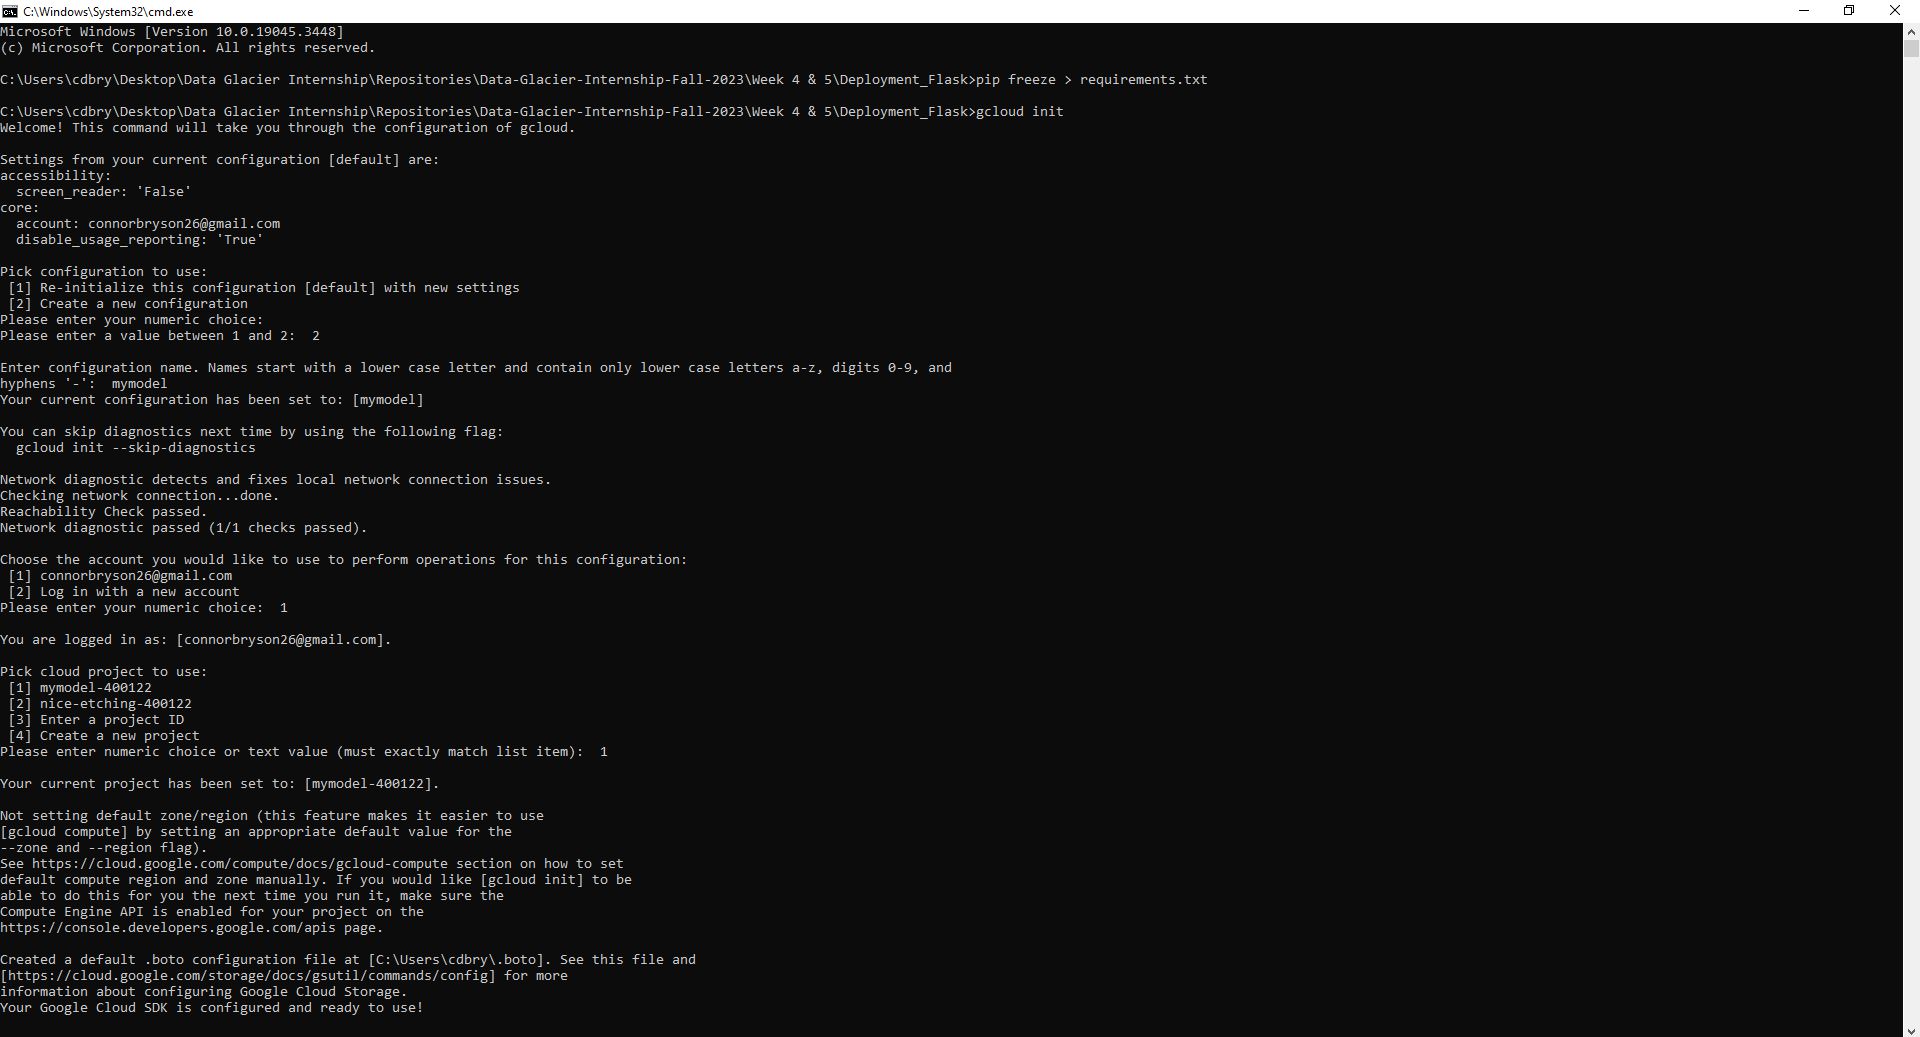 C:\Windows\System32\cmd.exe
Microsoft Windows [Version 10.0.19045.3448]
(c) Microsoft Corporation. All rights reserved.
C:\Users\cdbry\Desktop\Data Glacier Internship\Repositories\Data-Glacier-Internship-Fall-2023\Week 4 & 5\Deployment_Flask>pip freeze > requirements.txt
C:\Users\cdbry\Desktop\Data Glacier Internship\Repositories\Data-Glacier-Internship-Fall-2023\Week 4 & 5\Deployment_Flask>gcloud init
Welcome! This command will take you through the configuration of gcloud.
Settings from your current configuration [default] are:
accessibility:
  screen_reader: 'False'
core:
  account: connorbryson26@gmail.com
  disable_usage_reporting: 'True'
Pick configuration to use:
 [1] Re-initialize this configuration [default] with new settings
 [2] Create a new configuration
Please enter your numeric choice:
Please enter a value between 1 and 2:  2
Enter configuration name. Names start with a lower case letter and contain only lower case letters a-z, digits 0-9, and
hyphens '-':  mymodel
Your current configuration has been set to: [mymodel]
You can skip diagnostics next time by using the following flag:
  gcloud init --skip-diagnostics
Network diagnostic detects and fixes local network connection issues.
Checking network connection...done.
Reachability Check passed.
Network diagnostic passed (1/1 checks passed).
Choose the account you would like to use to perform operations for this configuration:
 [1] connorbryson26@gmail.com
 [2] Log in with a new account
Please enter your numeric choice:  1
You are logged in as: [connorbryson26@gmail.com].
Pick cloud project to use:
 [1] mymodel-400122
 [2] nice-etching-400122
 [3] Enter a project ID
 [4] Create a new project
Please enter numeric choice or text value (must exactly match list item):  1
Your current project has been set to: [mymodel-400122].
Not setting default zone/region (this feature makes it easier to use
[gcloud compute] by setting an appropriate default value for the
--zone and --region flag).
See https://cloud.google.com/compute/docs/gcloud-compute section on how to set
default compute region and zone manually. If you would like [gcloud init] to be
able to do this for you the next time you run it, make sure the
Compute Engine API is enabled for your project on the
https://console.developers.google.com/apis page.
Created a default .boto configuration file at [C:\Users\cdbry\.boto]. See this file and
[https://cloud.google.com/storage/docs/gsutil/commands/config] for more
information about configuring Google Cloud Storage.
Your Google Cloud SDK is configured and ready to use!